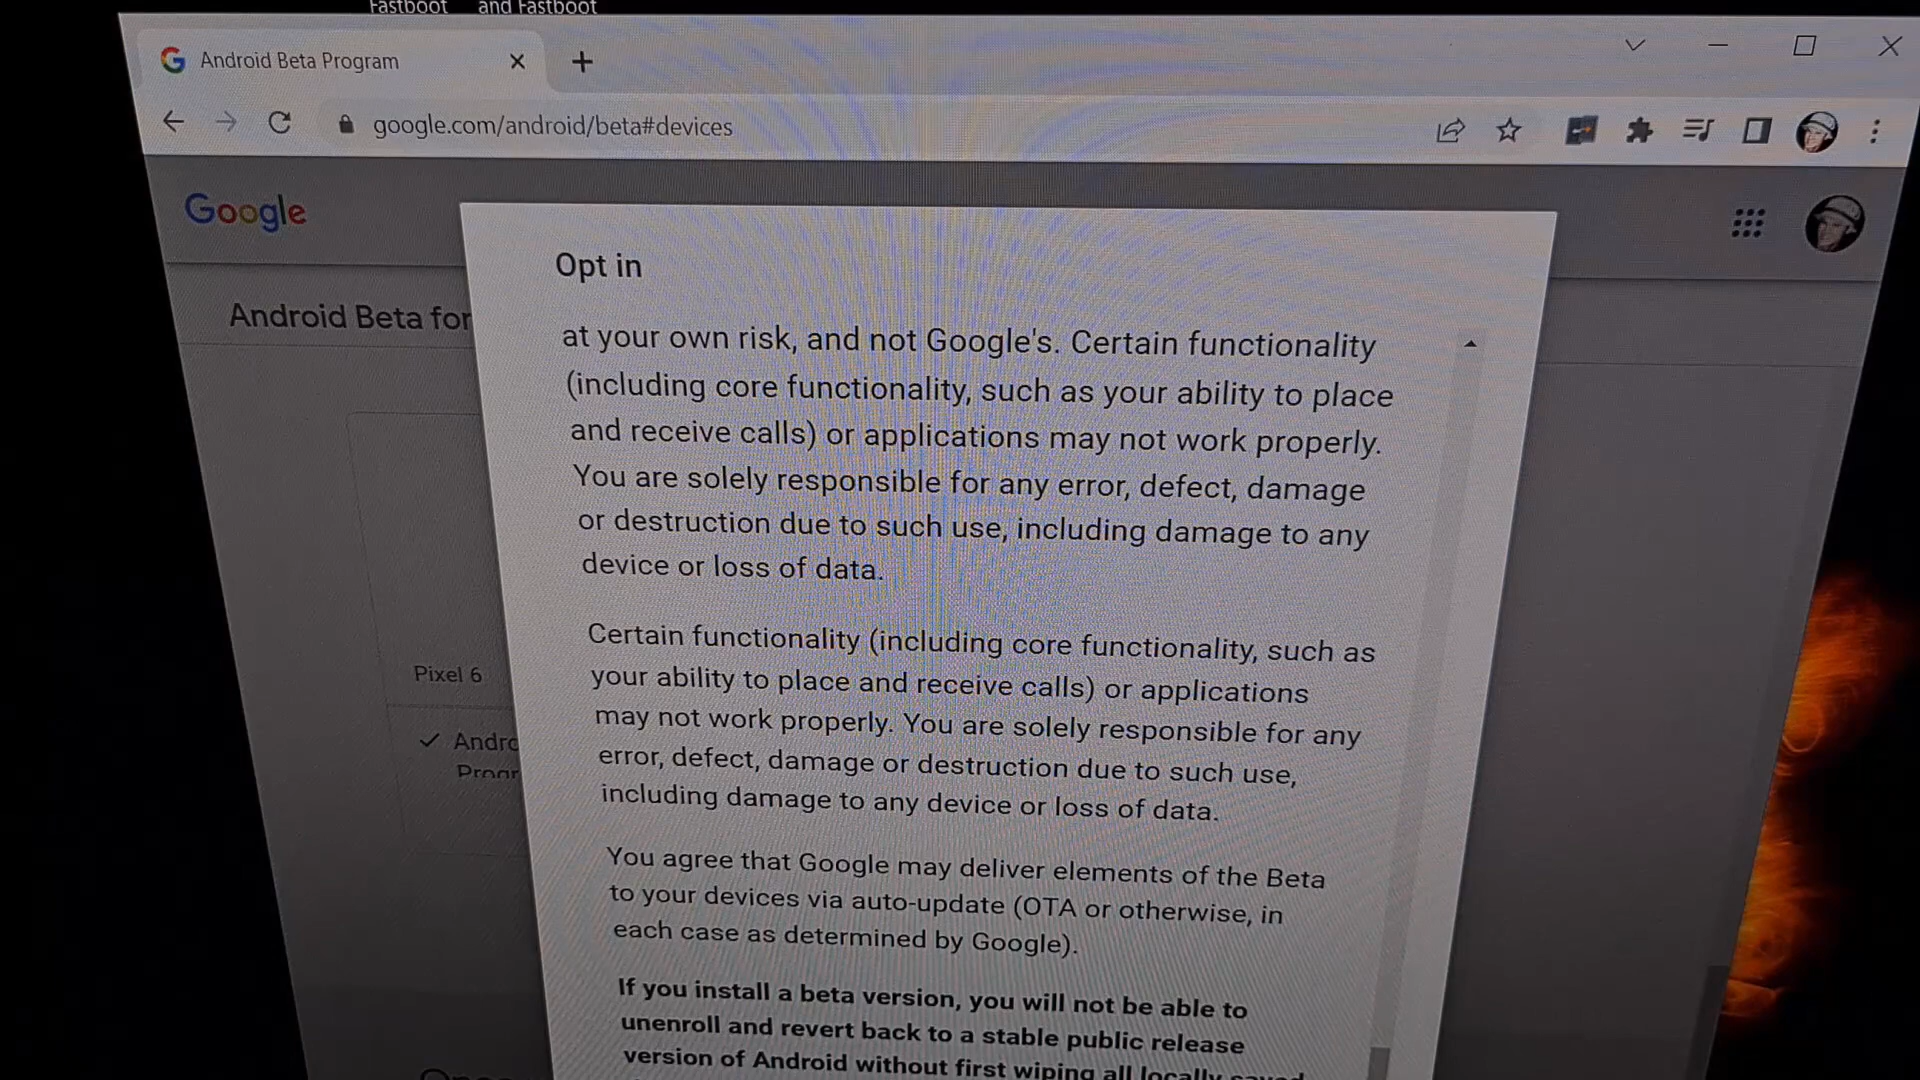 Fastboot and Fastboot
Android Beta Program
google.com/android/beta#devices
Google
Opt in
Android Beta for
at your own risk, and not Google's. Certain functionality
(including core functionality, such as your ability to place
and receive calls) or applications may not work properly.
You are solely responsible for any error, defect, damage
or destruction due to such use, including damage to any
device or loss of data.
Certain functionality (including core functionality, such as
your ability to place and receive calls) or applications
may not work properly. You are solely responsible for any
error, defect, damage or destruction due to such use,
including damage to any device or loss of data.
Pixel 6
Andro
Progr
You agree that Google may deliver elements of the Beta
to your devices via auto-update (OTA or otherwise, in
each case as determined by Google).
If you install a beta version, you will not be able to
unenroll and revert back to a stable public release
version of Android without first wiping all locally saved